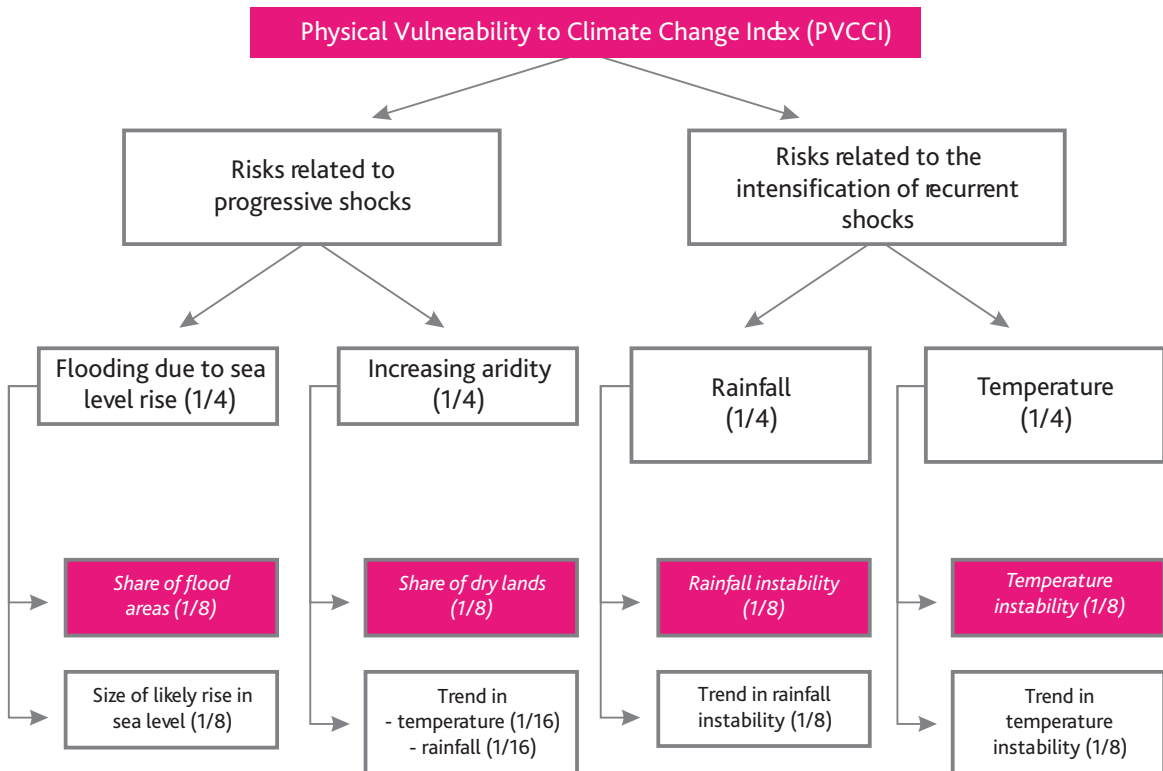 Physical Vulnerability to Climate Change Index (PVCCI)
Risks related to
progressive shocks
Risks related to the
intensification of recurrent
shocks
Flooding due to sea
level rise (1/4)
Increasing aridity
(1/4)
Rainfall
(1/4)
Temperature
(1/4)
Share of flood
areas (1/8)
Share of dry lands
(1/8)
Rainfall instability
(1/8)
Temperature
instability (1/8)
Size of likely rise in
sea level (1/8)
Trend in
- temperature (1/16)
- rainfall (1/16)
Trend in rainfall
instability (1/8)
Trend in
temperature
instability (1/8)